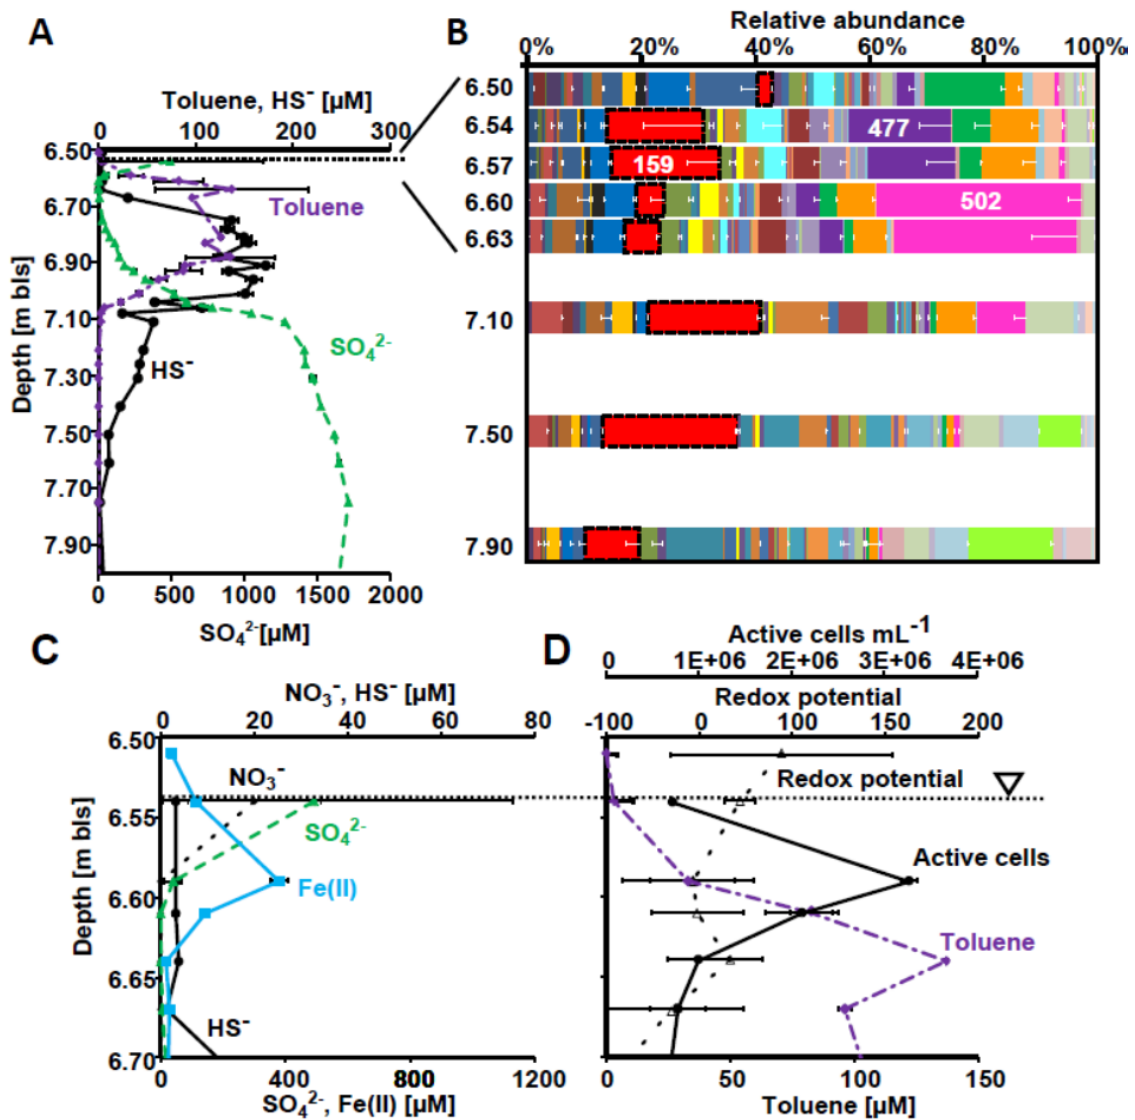 A
Toluene, HS⁻ [µM]
0 100 200 300
6.50
6.70
6.90
7.10
7.30
7.50
7.70
7.90
Depth [m bls]
Toluene
SO₄²⁻
HS⁻
0 500 1000 1500 2000
SO₄²⁻[µM]
B
Relative abundance
0% 20% 40% 60% 80% 100%
6.50
6.54
477
6.57
159
6.60
502
6.63
7.10
7.50
7.90
C
NO₃⁻, HS⁻ [µM]
0 20 40 60 80
6.50
6.55
6.60
6.65
6.70
Depth [m bls]
NO₃⁻
SO₄²⁻
Fe(II)
HS⁻
0 400 800 1200
SO₄²⁻, Fe(II) [µM]
D
Active cells mL⁻¹
0 1E+06 2E+06 3E+06 4E+06
Redox potential
-100 0 100 150 200
Redox potential
Active cells
Toluene
0 50 100 150
Toluene [µM]